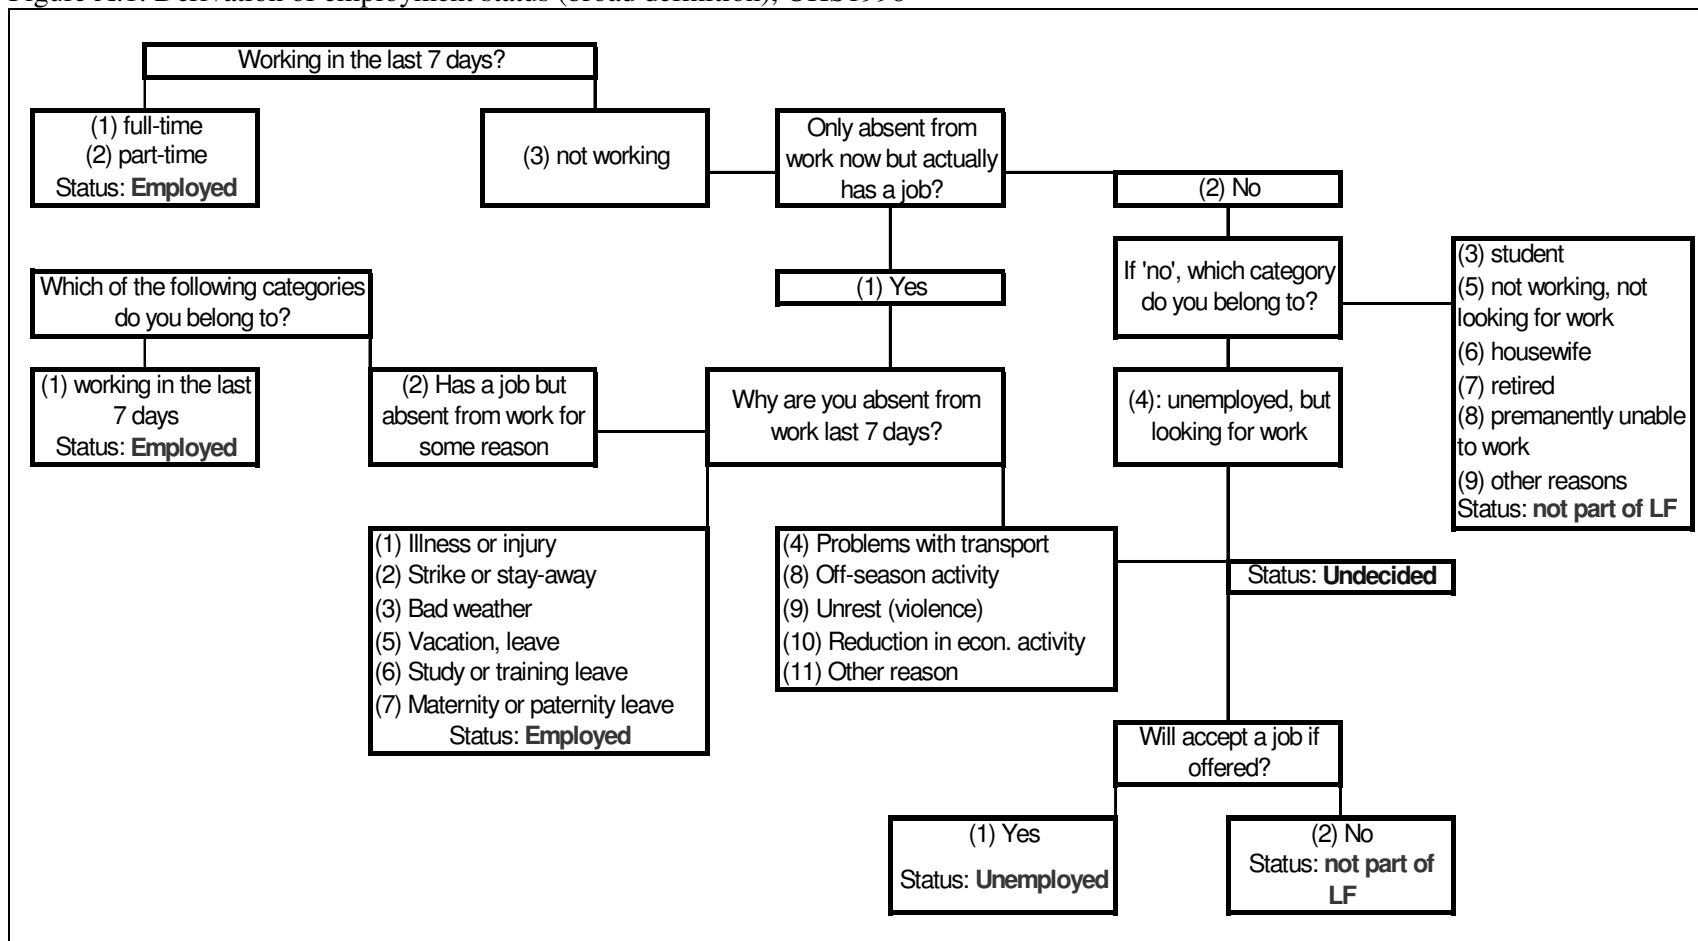 Working in the last 7 days?
(1) full-time
(2) part-time
Status: Employed
(3) not working
Only absent from
work now but actually
has a job?
(2) No
Which of the following categories
do you belong to?
(1) Yes
If 'no', which category
do you belong to?
(3) student
(5) not working, not
looking for work
(6) housewife
(7) retired
(8) premanently unable
to work
(9) other reasons
Status: not part of LF
(1) working in the last
7 days
Status: Employed
(2) Has a job but
absent from work for
some reason
Why are you absent from
work last 7 days?
(4): unemployed, but
looking for work
(1) Illness or injury
(2) Strike or stay-away
(3) Bad weather
(5) Vacation, leave
(6) Study or training leave
(7) Maternity or paternity leave
Status: Employed
(4) Problems with transport
(8) Off-season activity
(9) Unrest (violence)
(10) Reduction in econ. activity
(11) Other reason
Status: Undecided
Will accept a job if
offered?
(1) Yes
Status: Unemployed
(2) No
Status: not part of
LF